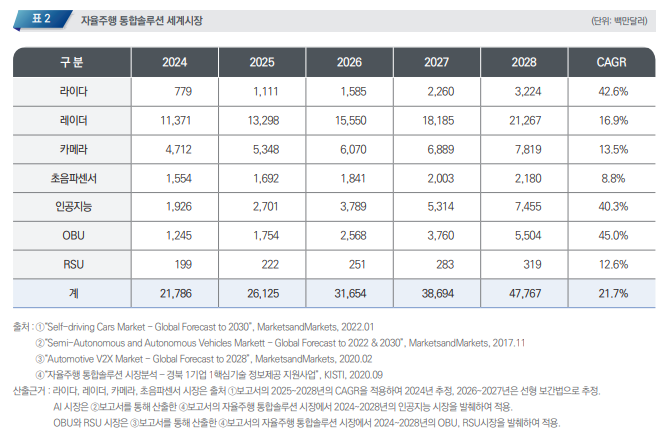 표 2 자율주행 통합솔루션 세계시장 (단위: 백만달러)
구 분 2024 2025 2026 2027 2028 CAGR
라이다 779 1,111 1,585 2,260 3,224 42.6%
레이더 11,371 13,298 15,550 18,185 21,267 16.9%
카메라 4,712 5,348 6,070 6,889 7,819 13.5%
초음파센서 1,554 1,692 1,841 2,003 2,180 8.8%
인공지능 1,926 2,701 3,789 5,314 7,455 40.3%
OBU 1,245 1,754 2,568 3,760 5,504 45.0%
RSU 199 222 251 283 319 12.6%
계 21,786 26,125 31,654 38,694 47,767 21.7%
출처 : ①"Self-driving Cars Market - Global Forecast to 2030", MarketsandMarkets, 2022.01
②"Semi-Autonomous and Autonomous Vehicles Markett - Global Forecast to 2022 & 2030", MarketsandMarkets, 2017.11
③"Automotive V2X Market - Global Forecast to 2028", MarketsandMarkets, 2020.02
④"자율주행 통합솔루션 시장분석 - 경북 1기업 1핵심기술 정보제공 지원사업", KISTI, 2020.09
산출근거 : 라이다, 레이더, 카메라, 초음파센서 시장은 출처 ①보고서의 2025-2028년의 CAGR을 적용하여 2024년 추정, 2026-2027년은 선형 보간법으로 추정.
AI 시장은 ②보고서를 통해 산출한 ④보고서의 자율주행 통합솔루션 시장에서 2024-2028년의 인공지능 시장을 발췌하여 적용.
OBU와 RSU 시장은 ③보고서를 통해 산출한 ④보고서의 자율주행 통합솔루션 시장에서 2024-2028년의 OBU, RSU시장을 발췌하여 적용.